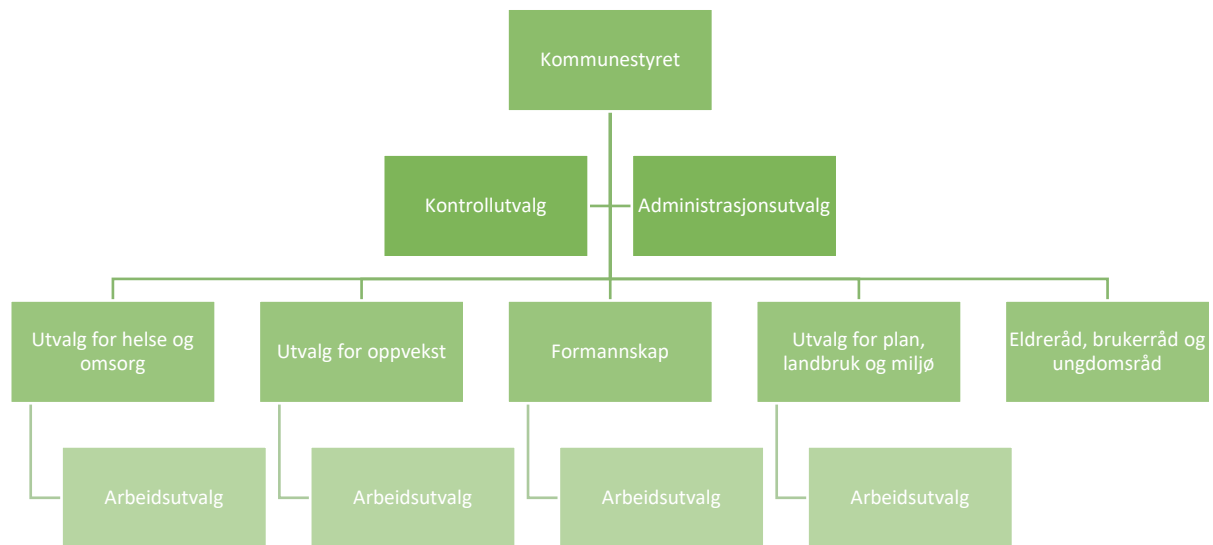 Kommunestyret
Kontrollutvalg
Administrasjonsutvalg
Utvalg for helse og
omsorg
Utvalg for oppvekst
Formannskap
Utvalg for plan,
landbruk og miljø
Eldreråd, brukerråd og
ungdomsråd
Arbeidsutvalg
Arbeidsutvalg
Arbeidsutvalg
Arbeidsutvalg